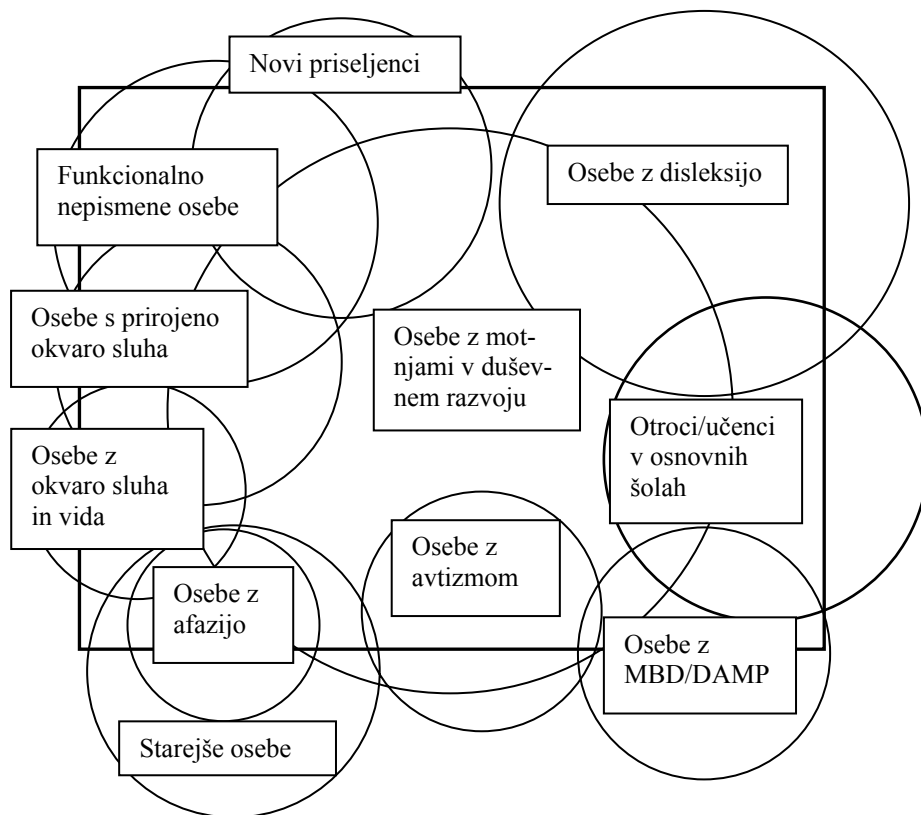 Novi priseljenci
Funkcionalno
nepismene osebe
Osebe z disleksijo
Osebe s prirojeno
okvaro sluha
Osebe z mot-
njami v dušev-
nem razvoju
Otroci/učenci
v osnovnih
šolah
Osebe z
okvaro sluha
in vida
Osebe z
avtizmom
Osebe z
afazijo
Osebe z
MBD/DAMP
Starejše osebe